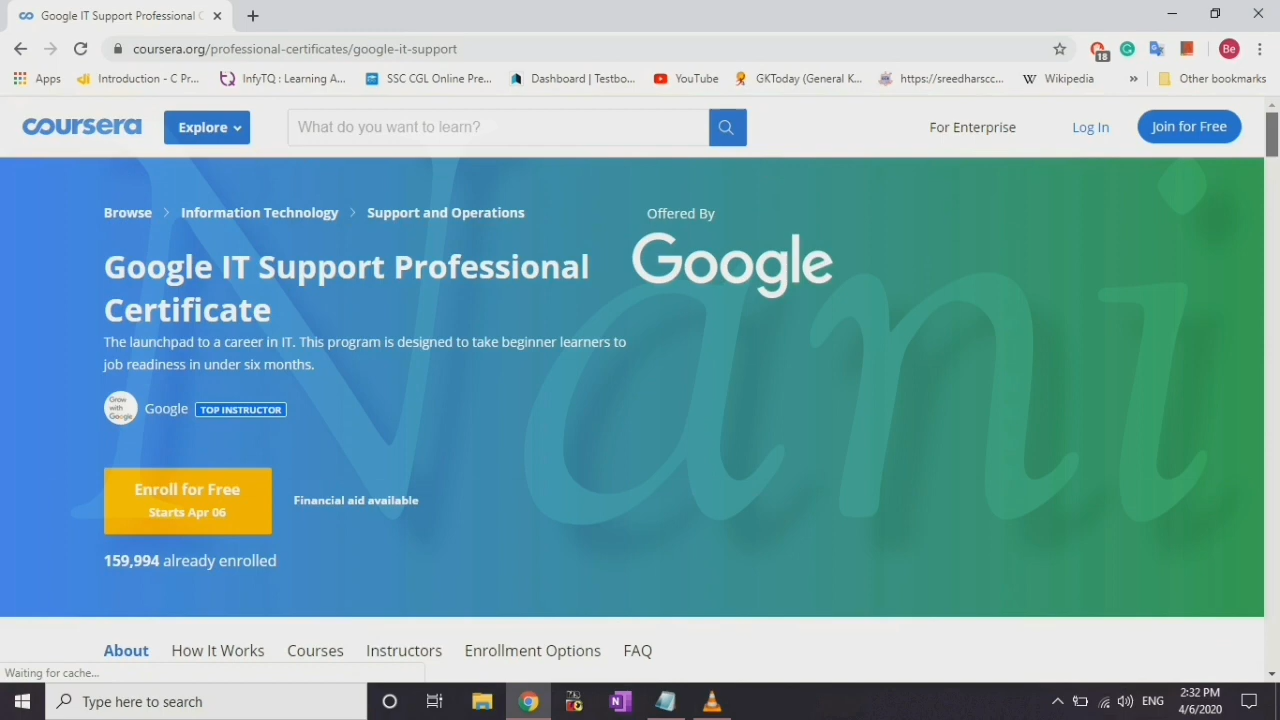 Google IT Support Professional C
coursera.org/professional-certificates/google-it-support
18
Be
Apps
Introduction - C Pr...
InfyTQ : Learning A...
SSC CGL Online Pre...
Dashboard | Testbo...
YouTube
GKToday (General K...
https://sreedharscc...
Wikipedia
»
Other bookmarks
coursera
Explore
What do you want to learn?
For Enterprise
Log In
Join for Free
Browse > Information Technology > Support and Operations
Offered By
Google
Google IT Support Professional
Certificate
The launchpad to a career in IT. This program is designed to take beginner learners to
job readiness in under six months.
Grow
with
Google
Google
TOP INSTRUCTOR
Nani
Enroll for Free
Starts Apr 06
Financial aid available
159,994 already enrolled
About
How It Works
Courses
Instructors
Enrollment Options
FAQ
Waiting for cache...
Type here to search
ENG
2:32 PM
4/6/2020